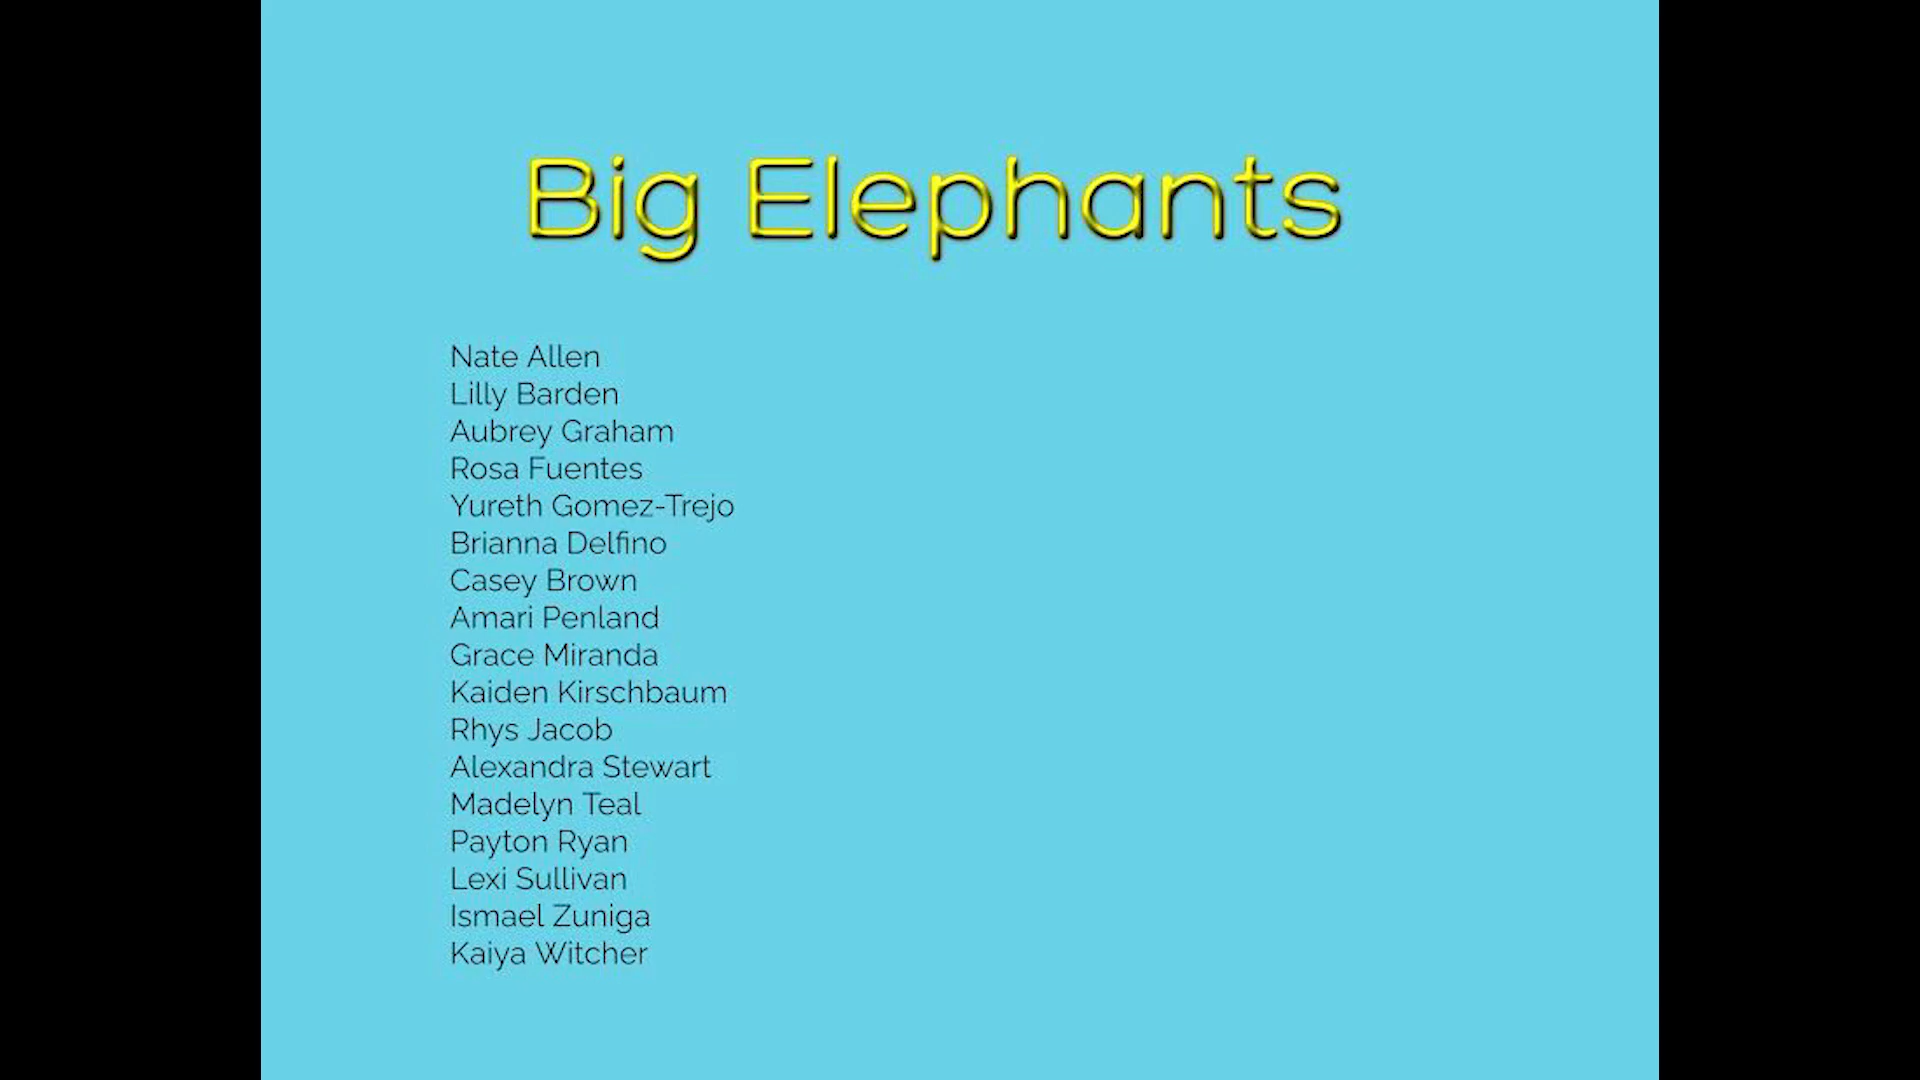 Big Elephants
Nate Allen
Lilly Barden
Aubrey Graham
Rosa Fuentes
Yureth Gomez-Trejo
Brianna Delfino
Casey Brown
Amari Penland
Grace Miranda
Kaiden Kirschbaum
Rhys Jacob
Alexandra Stewart
Madelyn Teal
Payton Ryan
Lexi Sullivan
Ismael Zuniga
Kaiya Witcher